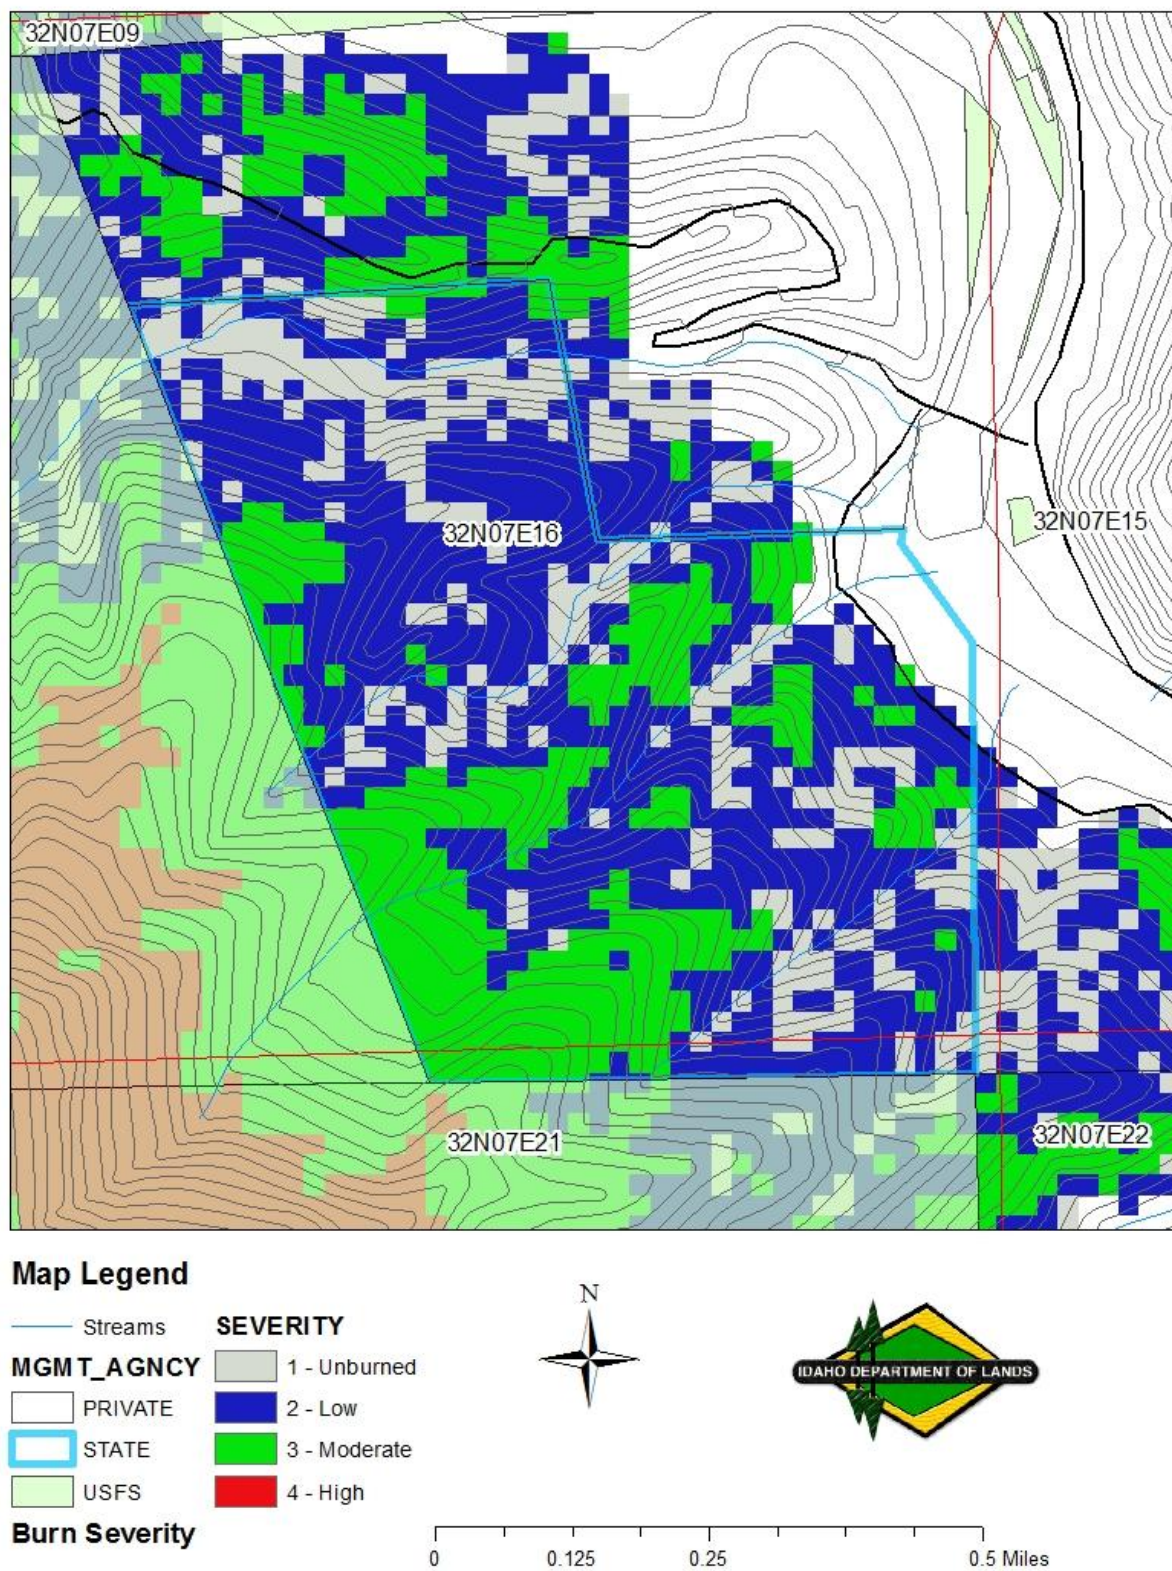 32N07E09
32N07E16
32N07E15
32N07E21
32N07E22
Map Legend
Streams
MGMT_AGNCY
PRIVATE
STATE
USFS
Burn Severity
SEVERITY
1 - Unburned
2 - Low
3 - Moderate
4 - High
N
IDAHO DEPARTMENT OF LANDS
0 0.125 0.25 0.5 Miles